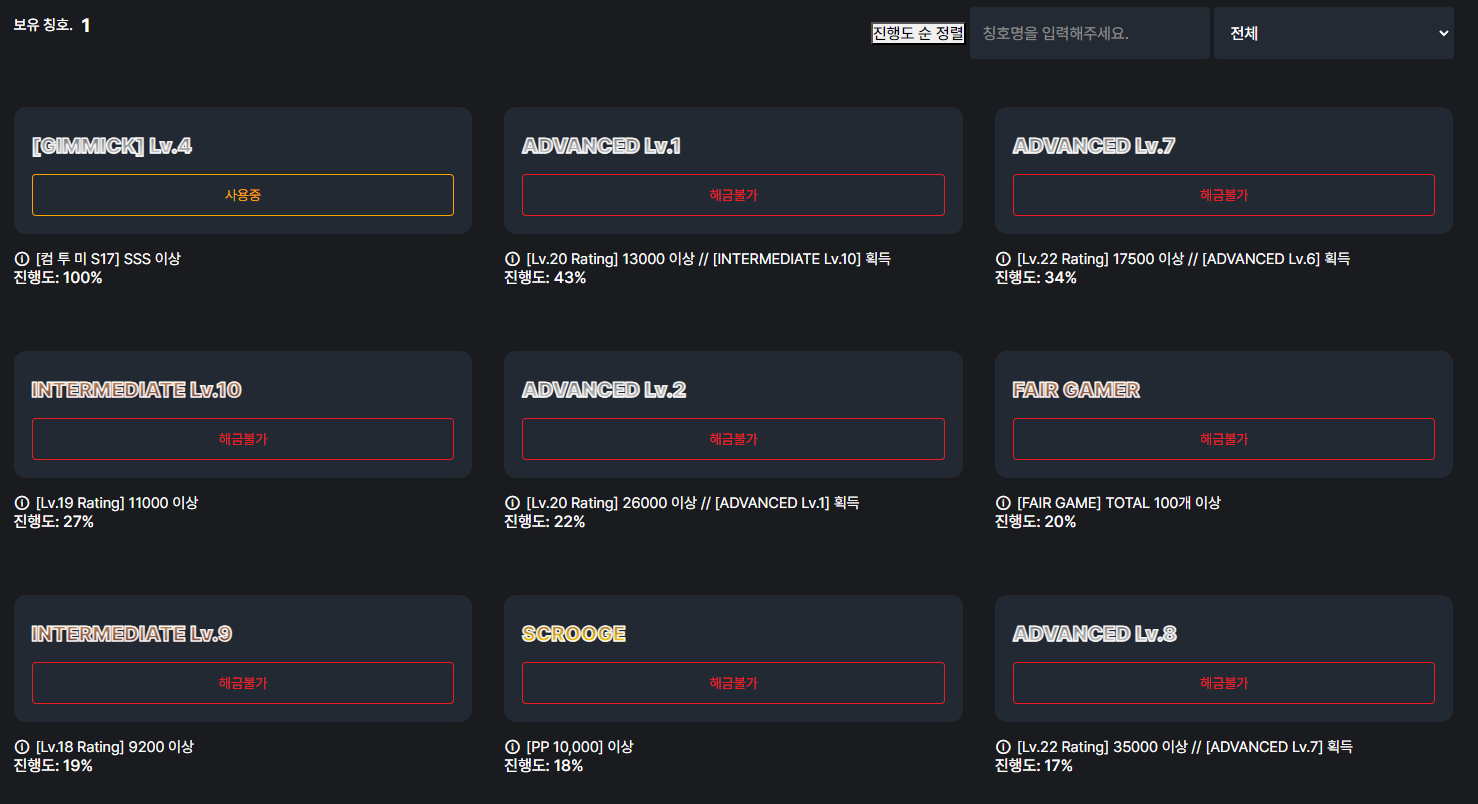 보유 칭호. 1
진행도 순 정렬
칭호명을 입력해주세요.
전체
[GIMMICK] Lv.4
사용중
ⓘ [컴 투 미 S17] SSS 이상
진행도: 100%
ADVANCED Lv.1
해금불가
ⓘ [Lv.20 Rating] 13000 이상 // [INTERMEDIATE Lv.10] 획득
진행도: 43%
ADVANCED Lv.7
해금불가
ⓘ [Lv.22 Rating] 17500 이상 // [ADVANCED Lv.6] 획득
진행도: 34%
INTERMEDIATE Lv.10
해금불가
ⓘ [Lv.19 Rating] 11000 이상
진행도: 27%
ADVANCED Lv.2
해금불가
ⓘ [Lv.20 Rating] 26000 이상 // [ADVANCED Lv.1] 획득
진행도: 22%
FAIR GAMER
해금불가
ⓘ [FAIR GAME] TOTAL 100개 이상
진행도: 20%
INTERMEDIATE Lv.9
해금불가
ⓘ [Lv.18 Rating] 9200 이상
진행도: 19%
SCROOGE
해금불가
ⓘ [PP 10,000] 이상
진행도: 18%
ADVANCED Lv.8
해금불가
ⓘ [Lv.22 Rating] 35000 이상 // [ADVANCED Lv.7] 획득
진행도: 17%